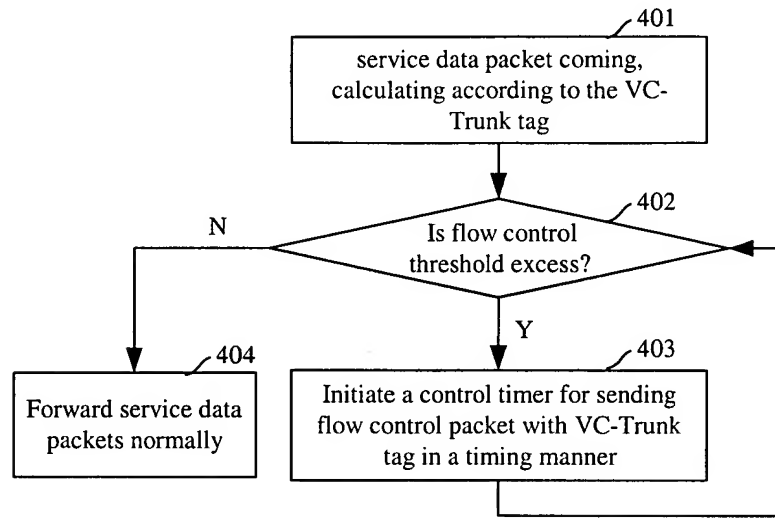 401
service data packet coming,
calculating according to the VC-
Trunk tag
402
N
Is flow control
threshold excess?
Y
404
403
Forward service data
packets normally
Initiate a control timer for sending
flow control packet with VC-Trunk
tag in a timing manner